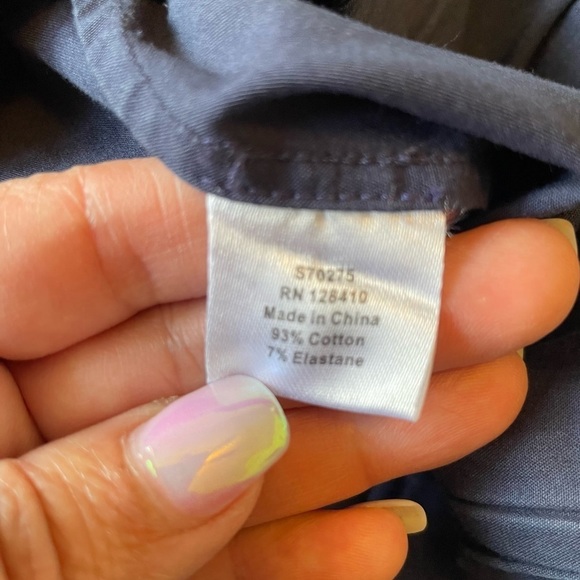 S70275
RN 128410
Made in China
93% Cotton
7% Elastane